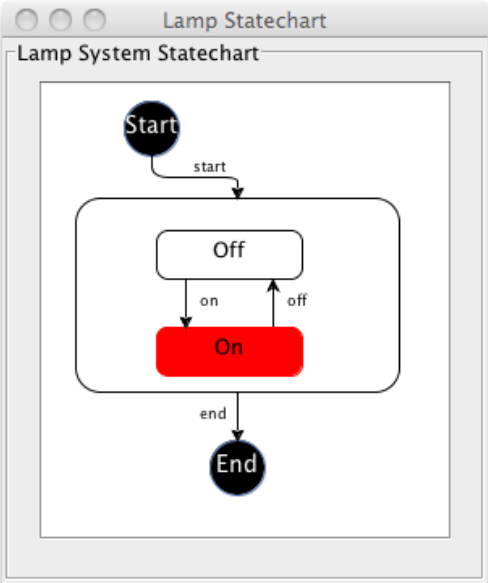 Lamp Statechart
Lamp System Statechart
Start
start
Off
on
off
On
end
End